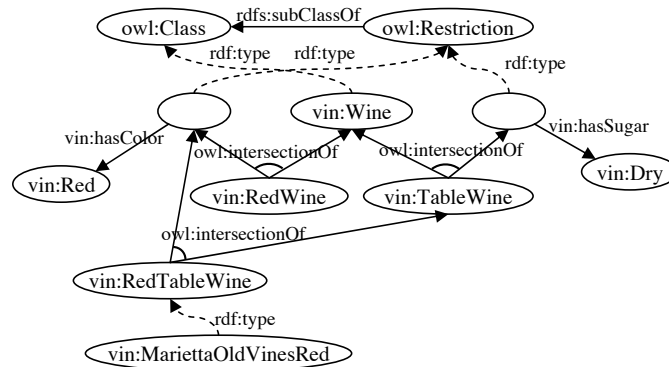 rdfs:subClassOf
owl:Class
owl:Restriction
rdf:type
rdf:type
rdf:type
vin:Wine
vin:hasColor
vin:hasSugar
owl:intersectionOf
owl:intersectionOf
vin:Red
vin:RedWine
vin:TableWine
vin:Dry
owl:intersectionOf
vin:RedTableWine
rdf:type
vin:MariettaOldVinesRed